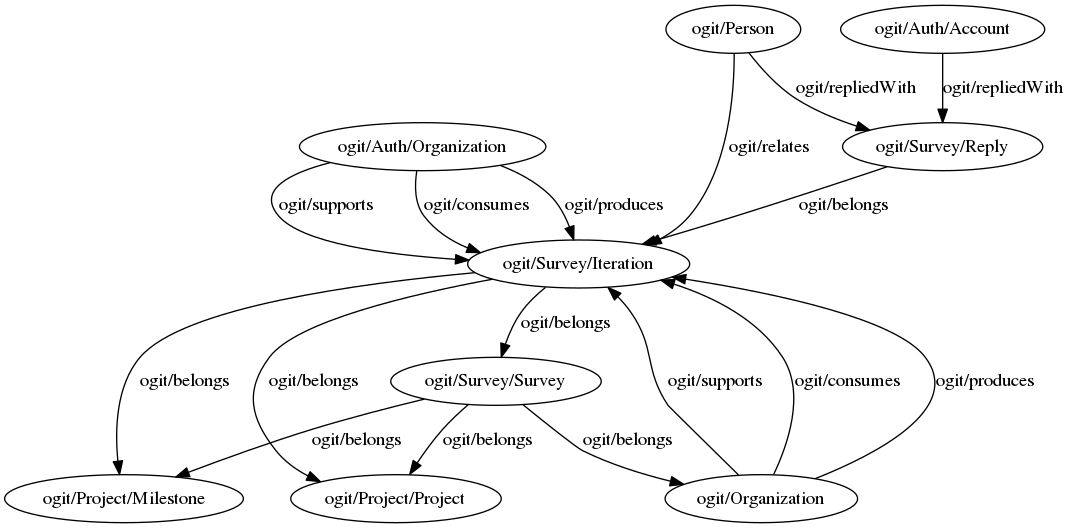 ogit/Person
ogit/Auth/Account
ogit/repliedWith
ogit/repliedWith
ogit/Auth/Organization
ogit/relates
ogit/Survey/Reply
ogit/supports
ogit/consumes
ogit/produces
ogit/belongs
ogit/Survey/Iteration
ogit/belongs
ogit/belongs
ogit/belongs
ogit/Survey/Survey
ogit/supports
ogit/consumes
ogit/produces
ogit/belongs
ogit/belongs
ogit/belongs
ogit/Project/Milestone
ogit/Project/Project
ogit/Organization